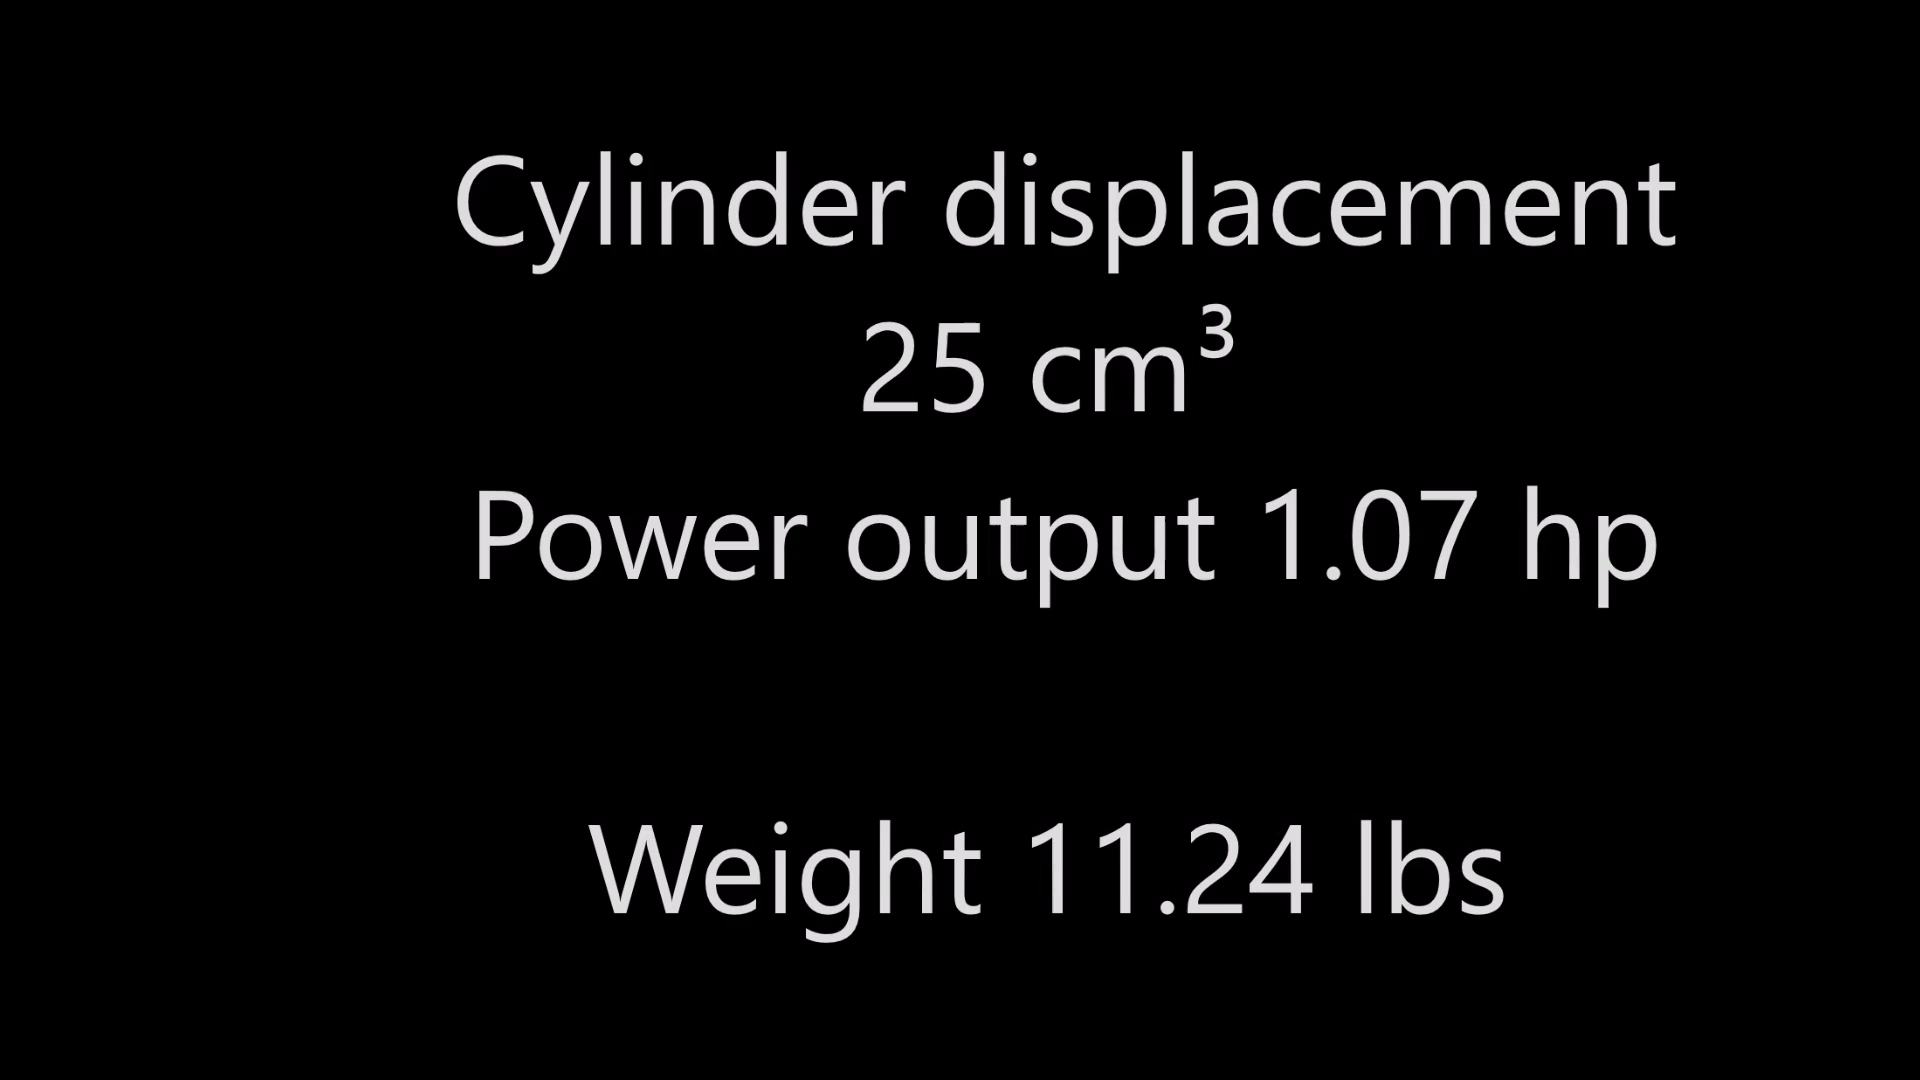 Cylinder displacement
25 cm³
Power output 1.07 hp
Weight 11.24 lbs